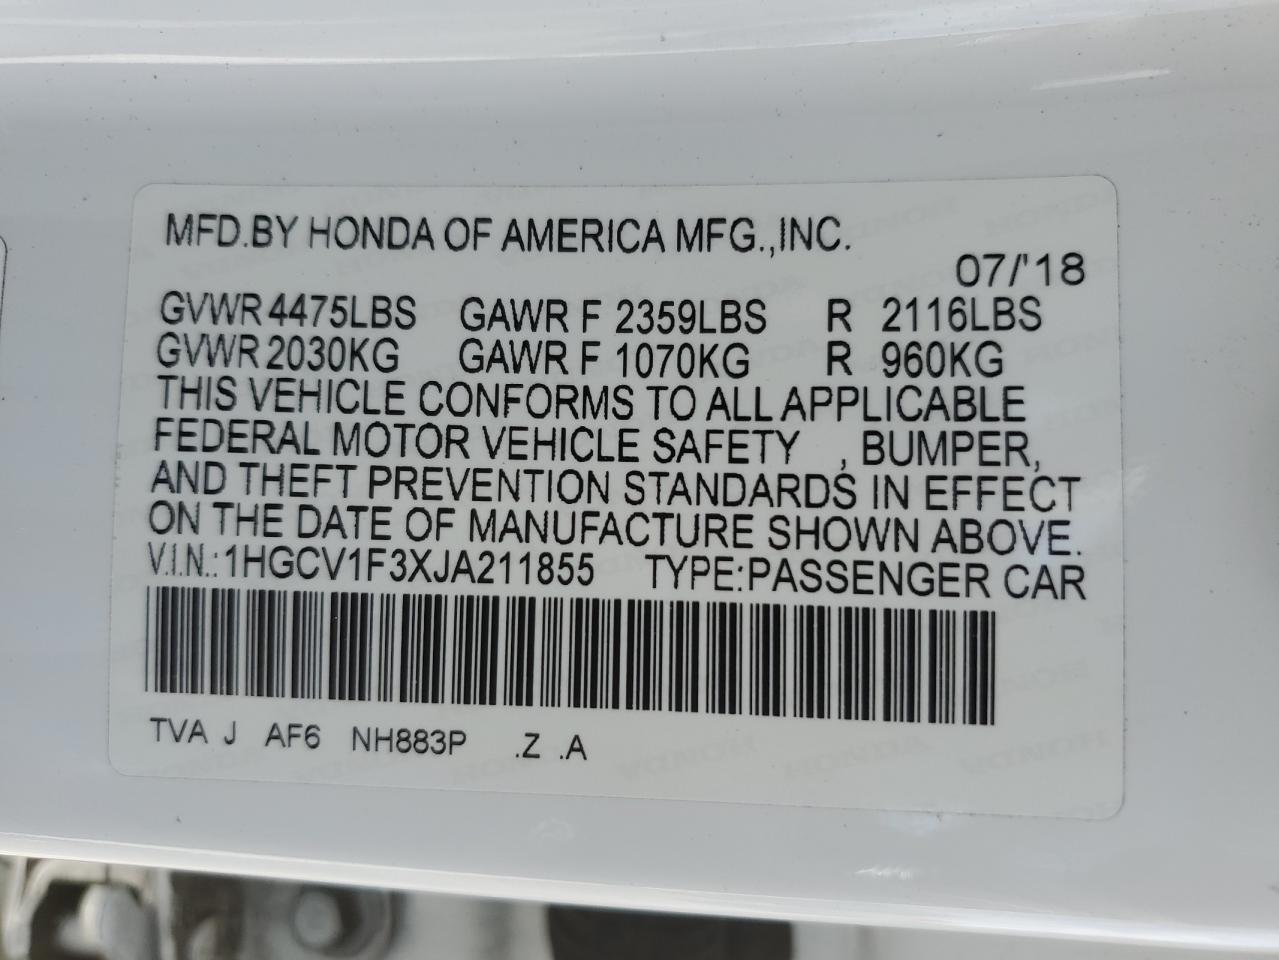 MFD.BY HONDA OF AMERICA MFG.,INC.
07/'18
GVWR 4475LBS GAWR F 2359LBS R 2116LBS
GVWR 2030KG GAWR F 1070KG R 960KG
THIS VEHICLE CONFORMS TO ALL APPLICABLE
FEDERAL MOTOR VEHICLE SAFETY , BUMPER,
AND THEFT PREVENTION STANDARDS IN EFFECT
ON THE DATE OF MANUFACTURE SHOWN ABOVE.
V.I.N.:1HGCV1F3XJA211855 TYPE:PASSENGER CAR
TVA J AF6 NH883P .Z .A